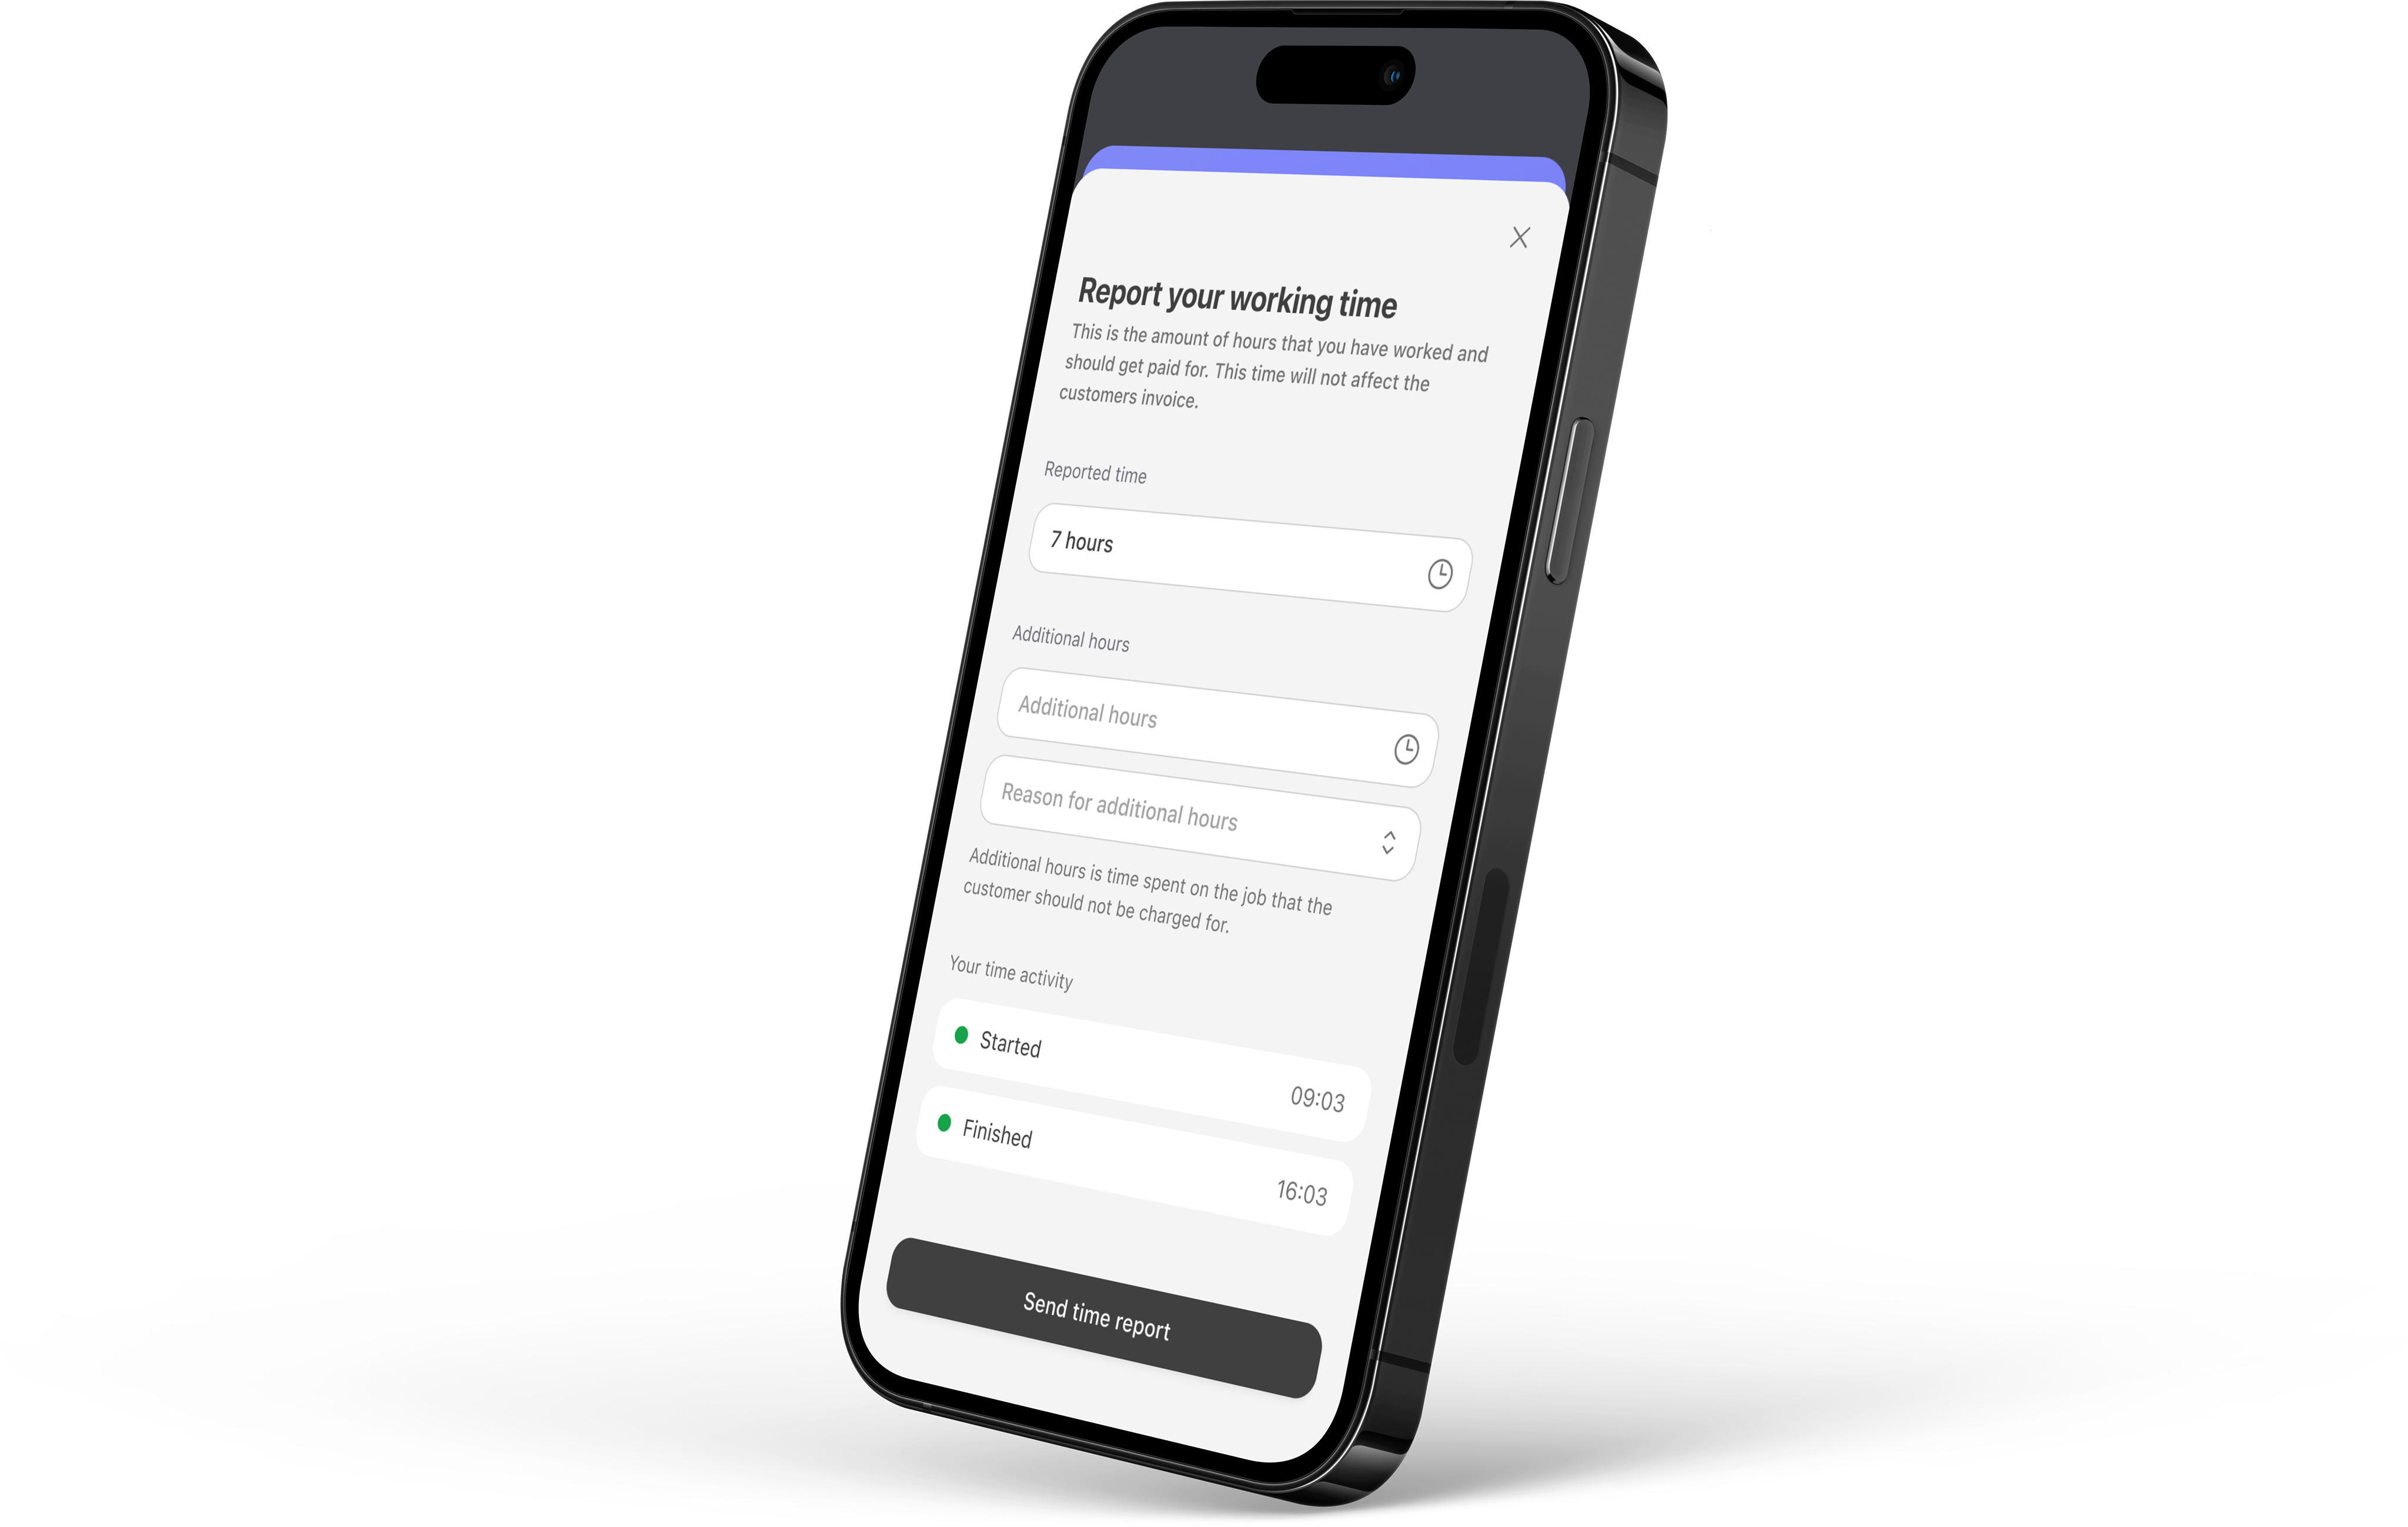 Report your working time
This is the amount of hours that you have worked and
should get paid for. This time will not affect the
customers invoice.
Reported time
7 hours
Additional hours
Additional hours
Reason for additional hours
Additional hours is time spent on the job that the
customer should not be charged for.
Your time activity
Started
09:03
Finished
16:03
Send time report